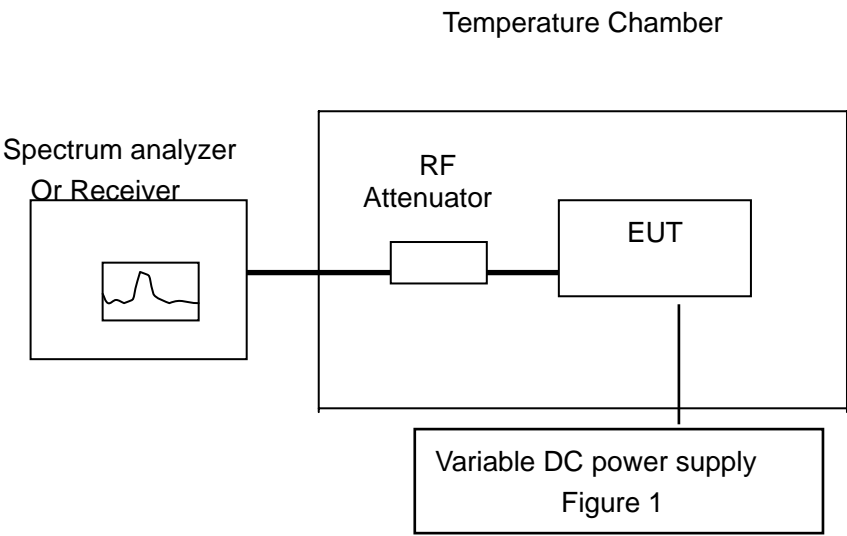 Temperature Chamber
Spectrum analyzer
Or Receiver
RF
Attenuator
EUT
Variable DC power supply
Figure 1